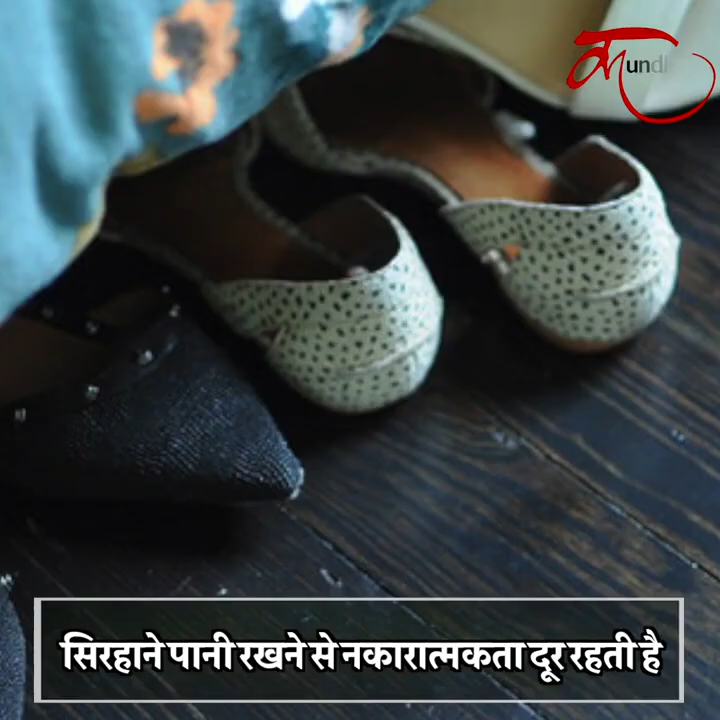 सिरहाने पानी रखने से नकारात्मकता दूर रहती है